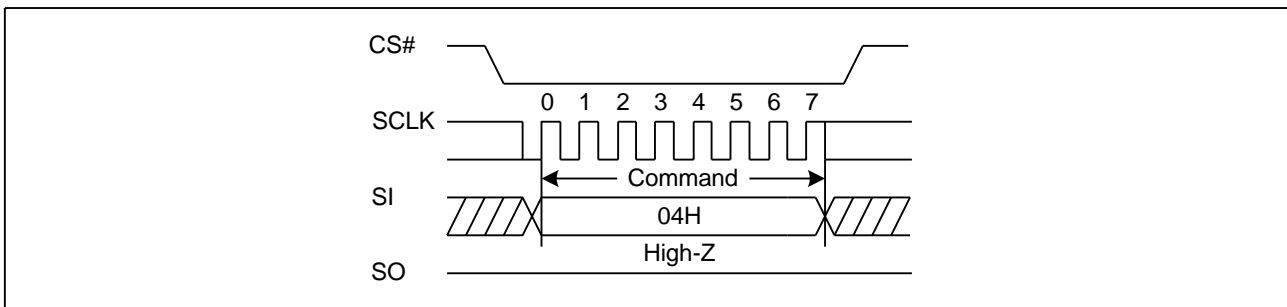 CS#
0 1 2 3 4 5 6 7
SCLK
Command
SI
04H
High-Z
SO